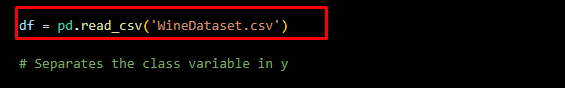 df = pd.read_csv('WineDataset.csv')
# Separates the class variable in y